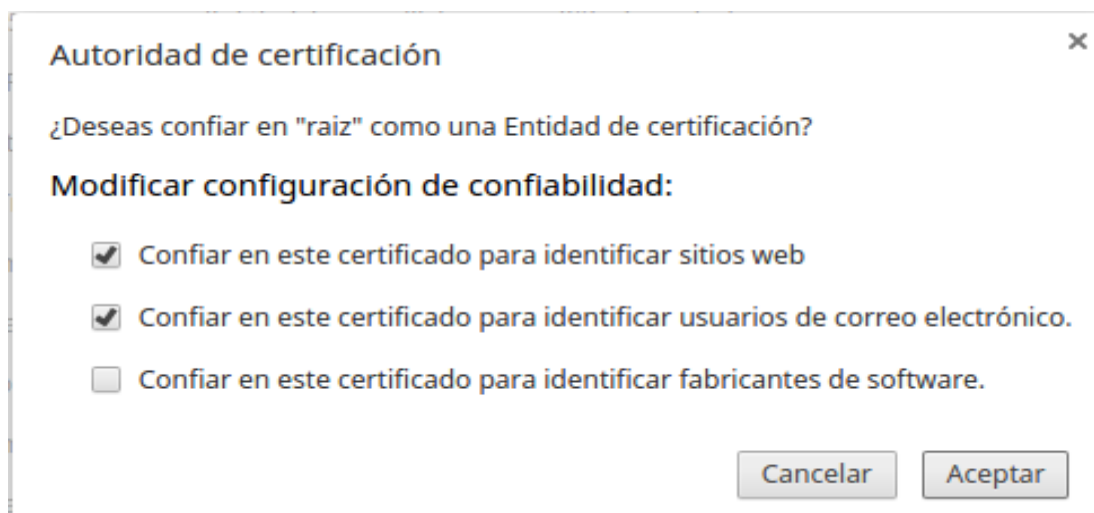 Autoridad de certificación
¿Deseas confiar en "raiz" como una Entidad de certificación?
Modificar configuración de confiabilidad:
Confiar en este certificado para identificar sitios web
Confiar en este certificado para identificar usuarios de correo electrónico.
Confiar en este certificado para identificar fabricantes de software.
Cancelar Aceptar